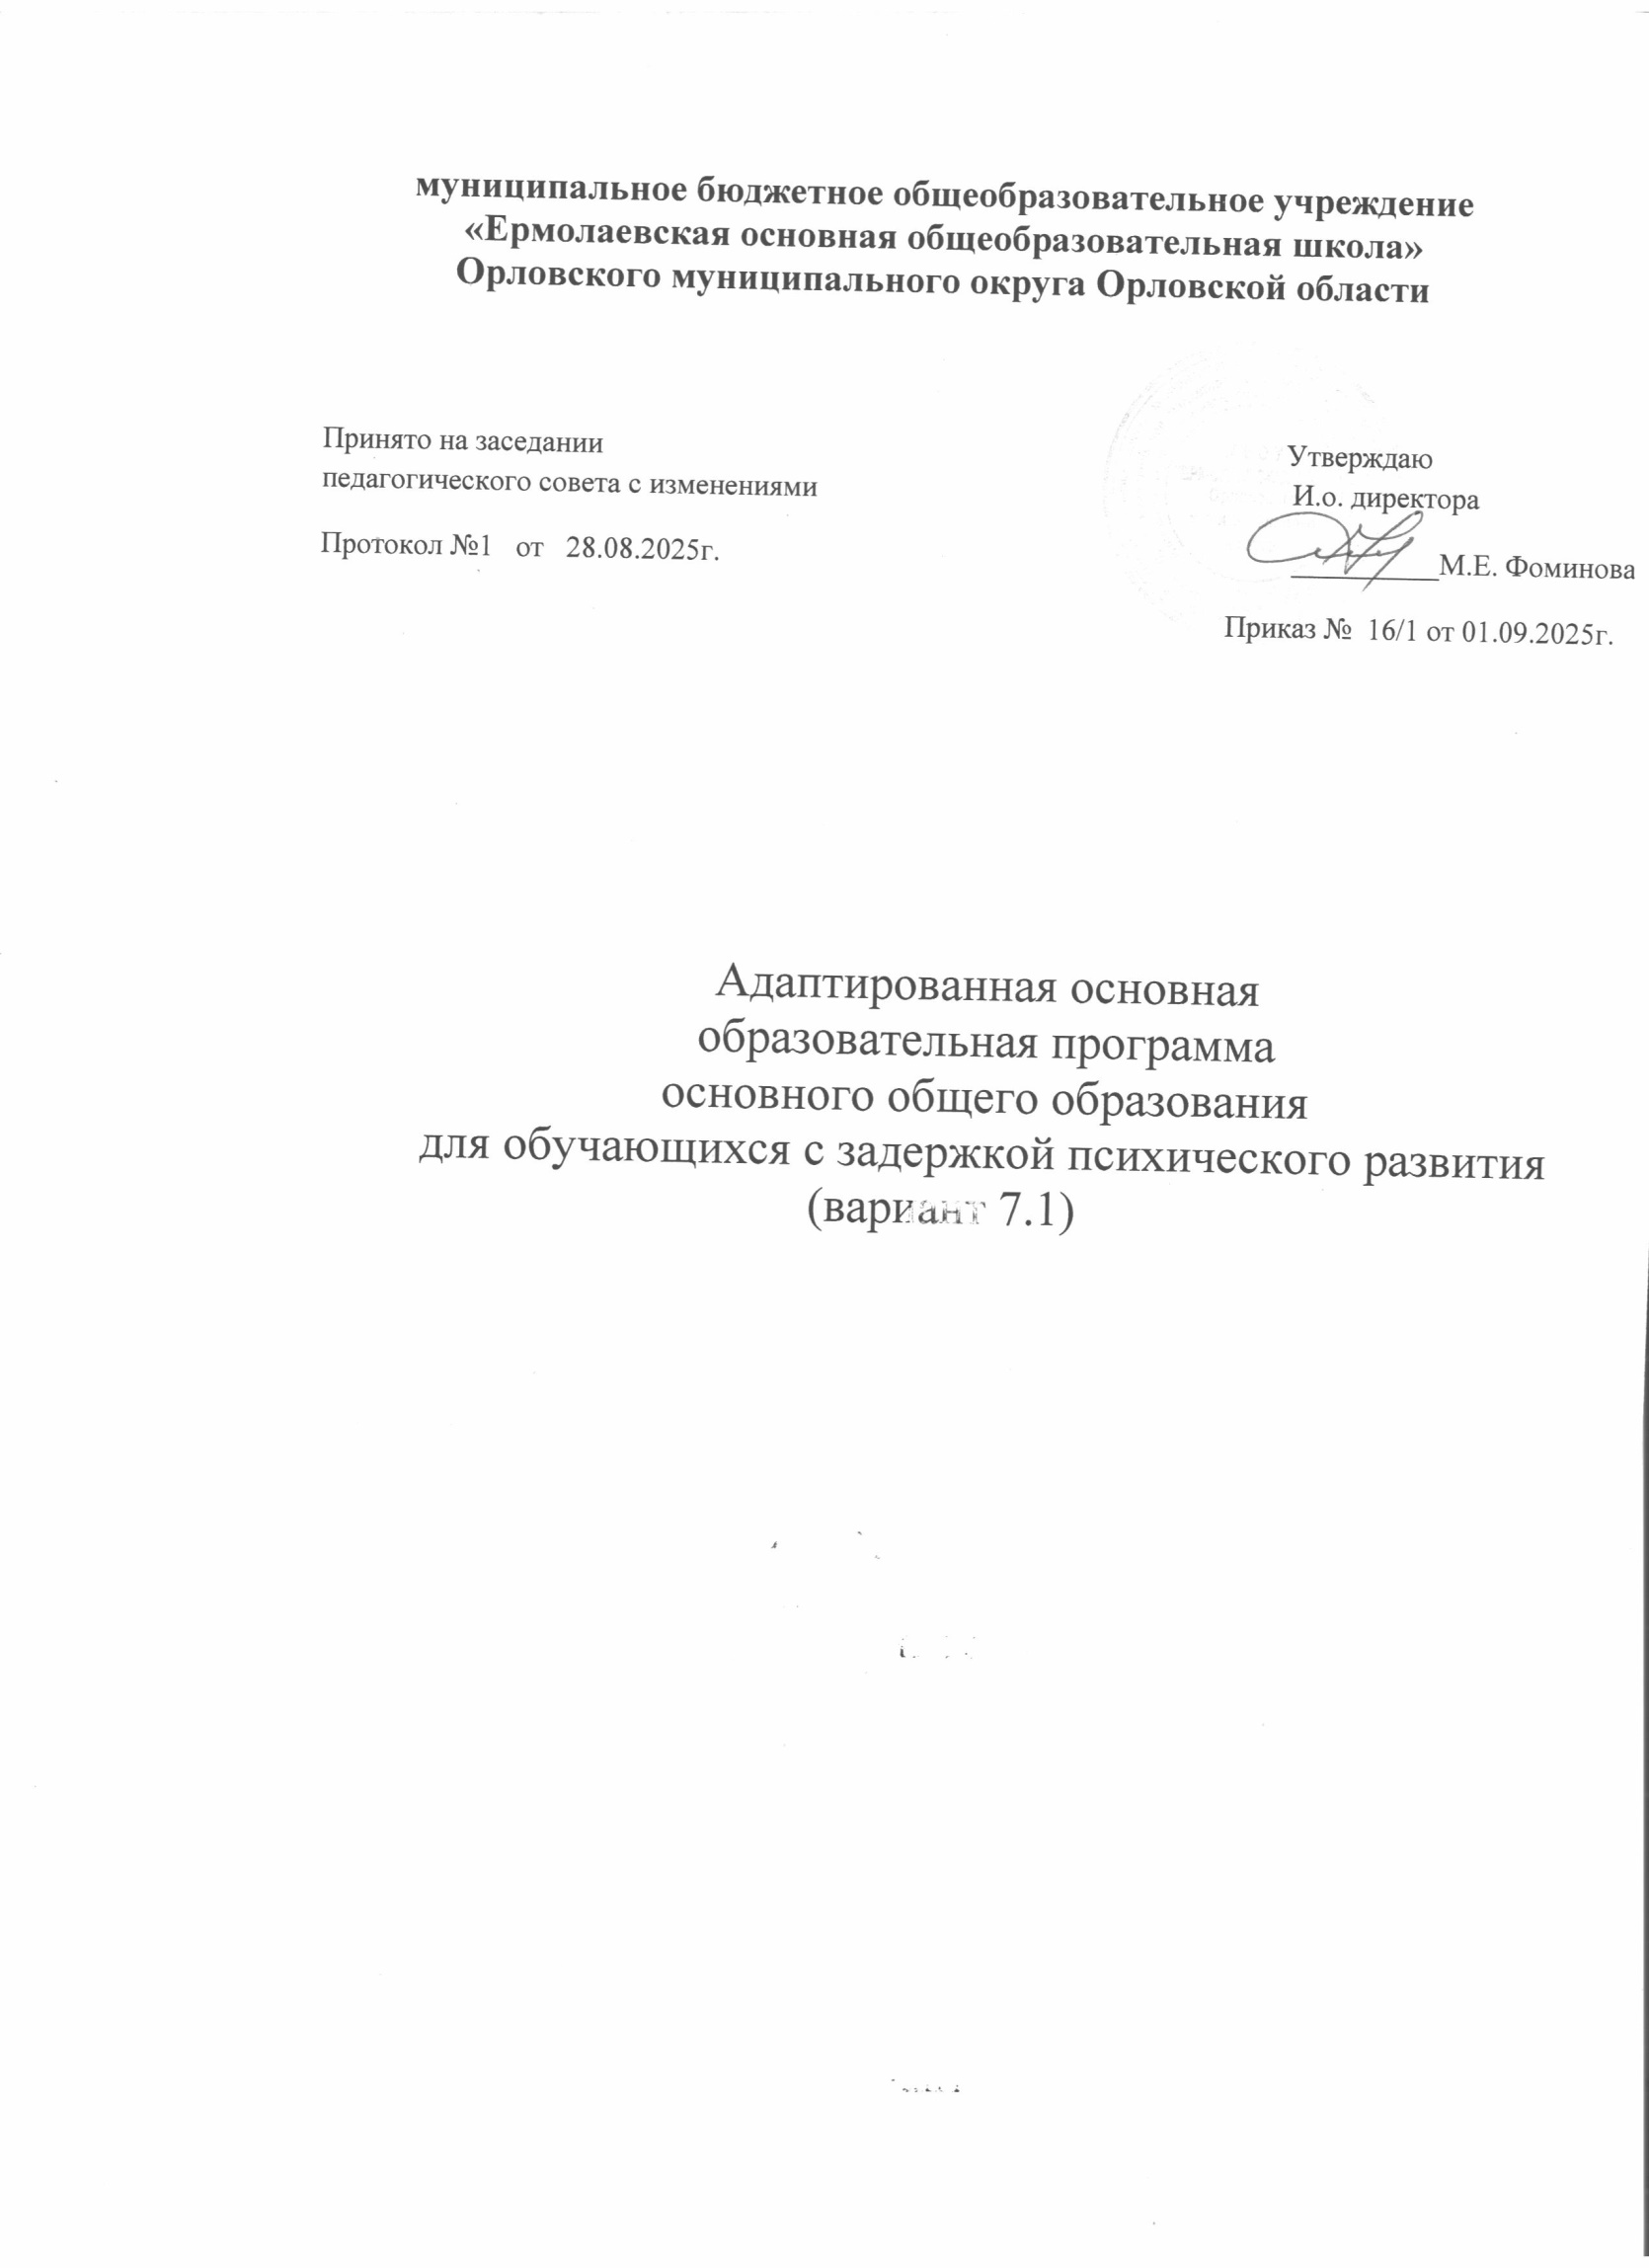 муниципальное бюджетное общеобразовательное учреждение
«Ермолаевская основная общеобразовательная школа»
Орловского муниципального округа Орловской области
Принято на заседании
педагогического совета с изменениями
Протокол №1 от 28.08.2025г.
Утверждаю
И.о. директора
М.Е. Фоминова
Приказ № 16/1 от 01.09.2025г.
Адаптированная основная
образовательная программа
основного общего образования
для обучающихся с задержкой психического развития
(вариант 7.1)